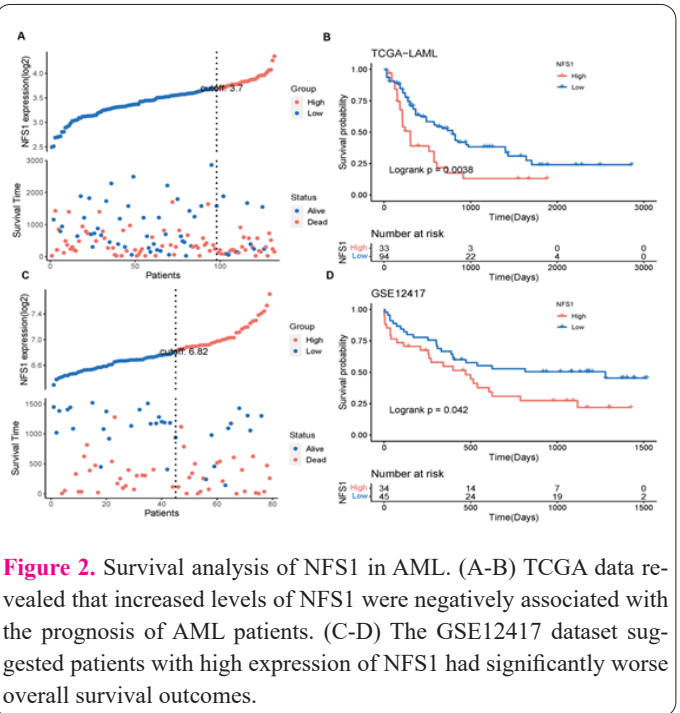 A
NFS1 expression(log2)
4.0
3.5
3.0
2.5
cutoff: 3.7
Group
High
Low
Survival Time
3000
2000
1000
0
Status
Alive
Dead
0 50 100
Patients
B
TCGA-LAML
NFS1
High
Low
Survival probability
1.00
0.75
0.50
0.25
0.00
Logrank p = 0.0038
0 1000 2000 3000
Time(Days)
Number at risk
NFS1
High 33 3 0 0
Low 94 22 4 0
0 1000 2000 3000
Time(Days)
C
NFS1 expression(log2)
7.4
7.0
6.6
cutoff: 6.82
Group
High
Low
Survival Time
1500
1000
500
0
Status
Alive
Dead
0 20 40 60 80
Patients
D
GSE12417
NFS1
High
Low
Survival probability
1.00
0.75
0.50
0.25
0.00
Logrank p = 0.042
0 500 1000 1500
Time(Days)
Number at risk
NFS1
High 34 14 7 0
Low 45 24 19 2
0 500 1000 1500
Time(Days)
Figure 2. Survival analysis of NFS1 in AML. (A-B) TCGA data re-
vealed that increased levels of NFS1 were negatively associated with
the prognosis of AML patients. (C-D) The GSE12417 dataset sug-
gested patients with high expression of NFS1 had significantly worse
overall survival outcomes.